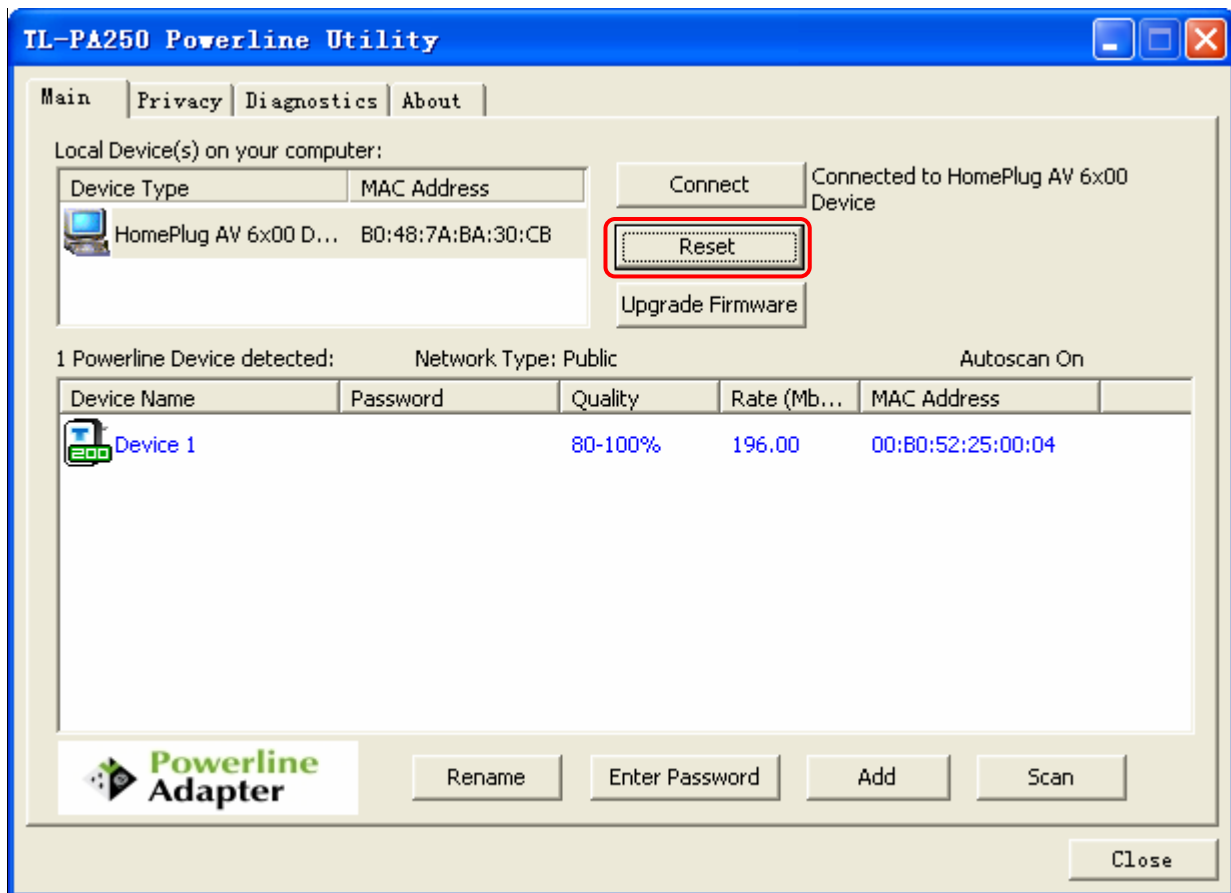 TL-PA250 Powerline Utility
Main Privacy Diagnostics About
Local Device(s) on your computer:
Device Type MAC Address
HomePlug AV 6x00 D... B0:48:7A:BA:30:CB
Connect
Connected to HomePlug AV 6x00
Device
Reset
Upgrade Firmware
1 Powerline Device detected: Network Type: Public Autoscan On
Device Name Password Quality Rate (Mb... MAC Address
T
200
Device 1 80-100% 196.00 00:B0:52:25:00:04
Powerline
Adapter
Rename Enter Password Add Scan
Close